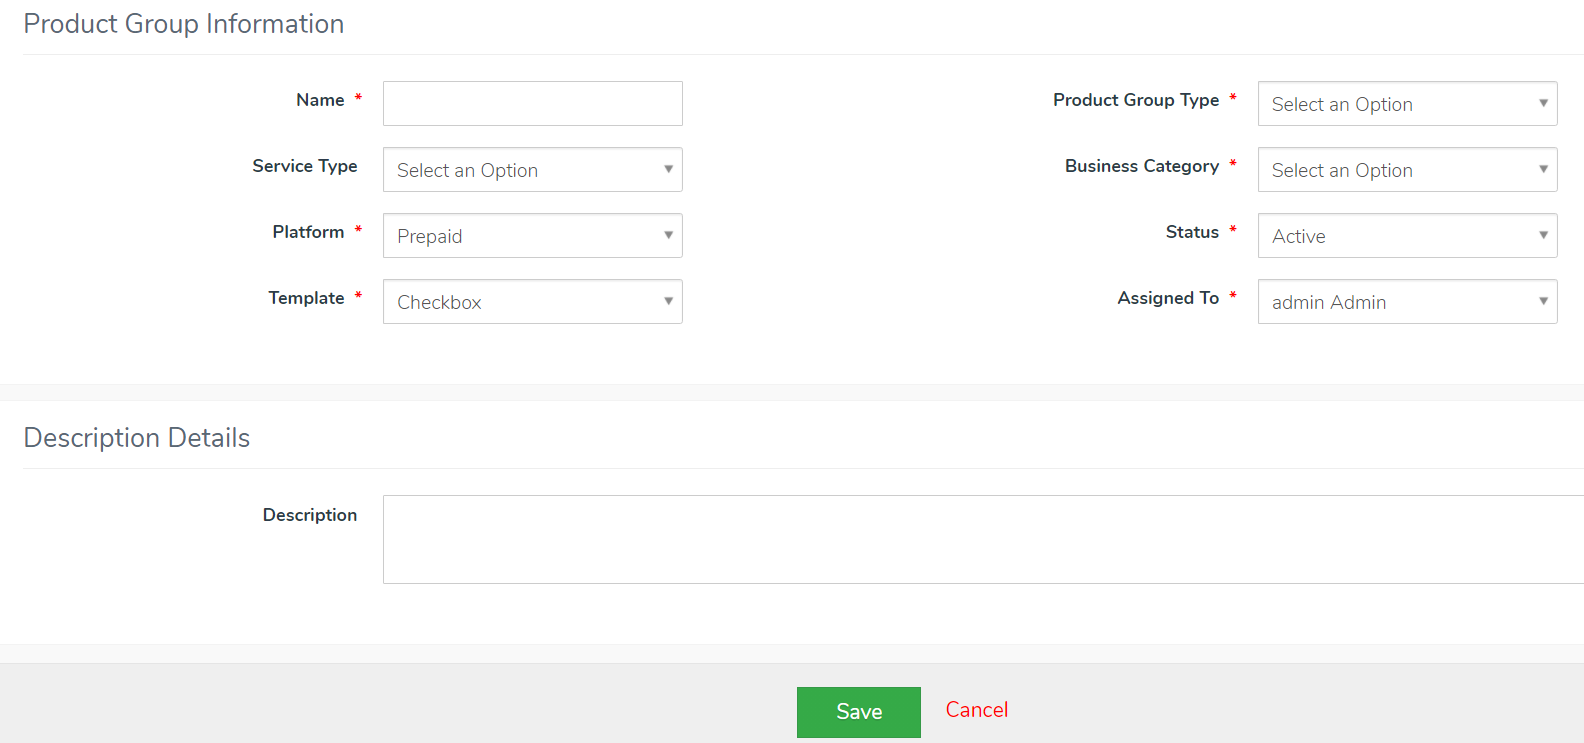 Product Group Information
Name *
Product Group Type * Select an Option
Service Type Select an Option
Business Category * Select an Option
Platform * Prepaid
Status * Active
Template * Checkbox
Assigned To * admin Admin
Description Details
Description
Save Cancel